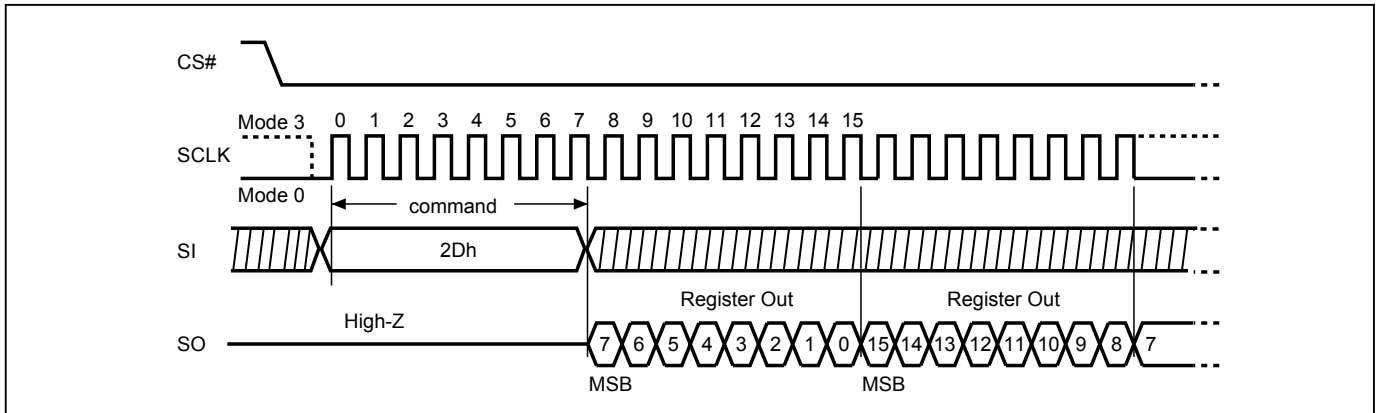 CS#
Mode 3 0 1 2 3 4 5 6 7 8 9 10 11 12 13 14 15
SCLK
Mode 0
command
SI 2Dh
Register Out Register Out
High-Z
SO 7 6 5 4 3 2 1 0 15 14 13 12 11 10 9 8 7
MSB MSB